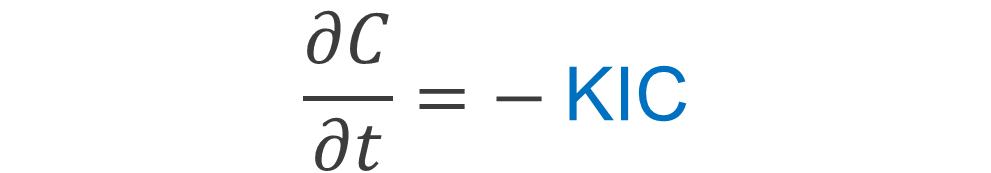 ∂C
∂t = − KIC